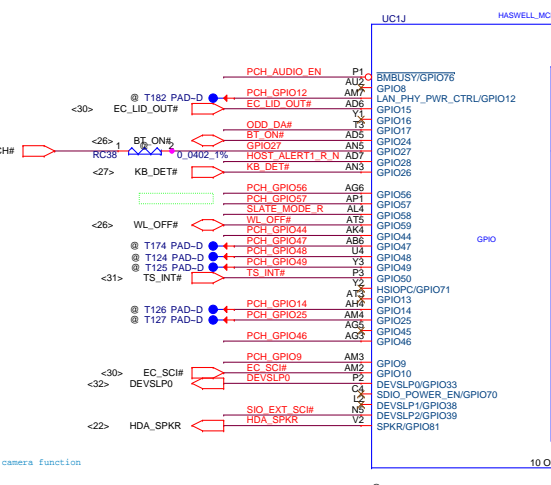 UC1J HASWELL_MC
PCH_AUDIO_EN P1 BMBUSY/GPIO76
AU2 GPIO8
@ T182 PAD~D PCH_GPIO12 AM7 LAN_PHY_PWR_CTRL/GPIO12
<30> EC_LID_OUT# EC_LID_OUT# AD6 GPIO15
Y1 GPIO16
ODD_DA# T3 GPIO17
<26> BT_ON# BT_ON# AD5 GPIO24
CH# RC38 1 @ 2 0_0402_1% GPIO27 AN5 GPIO27
HOST_ALERT1_R_N AD7 GPIO28
<27> KB_DET# KB_DET# AN3 GPIO26
PCH_GPIO56 AG6 GPIO56
PCH_GPIO57 AP1 GPIO57
SLATE_MODE_R AL4 GPIO58
<26> WL_OFF# WL_OFF# AT5 GPIO59
PCH_GPIO44 AK4 GPIO44
@ T174 PAD~D PCH_GPIO47 AB6 GPIO47
GPIO
@ T124 PAD~D PCH_GPIO48 U4 GPIO48
@ T125 PAD~D PCH_GPIO49 Y3 GPIO49
<31> TS_INT# TS_INT# P3 GPIO50
Y2 HSIOPC/GPIO71
AT3 GPIO13
@ T126 PAD~D PCH_GPIO14 AH4 GPIO14
@ T127 PAD~D PCH_GPIO25 AM4 GPIO25
AG5 GPIO45
PCH_GPIO46 AG3 GPIO46
PCH_GPIO9 AM3 GPIO9
<30> EC_SCI# EC_SCI# AM2 GPIO10
<32> DEVSLP0 DEVSLP0 P2 DEVSLP0/GPIO33
C4 SDIO_POWER_EN/GPIO70
L2 DEVSLP1/GPIO38
SIO_EXT_SCI# N5 DEVSLP2/GPIO39
<22> HDA_SPKR HDA_SPKR V2 SPKR/GPIO81
camera function
10 O